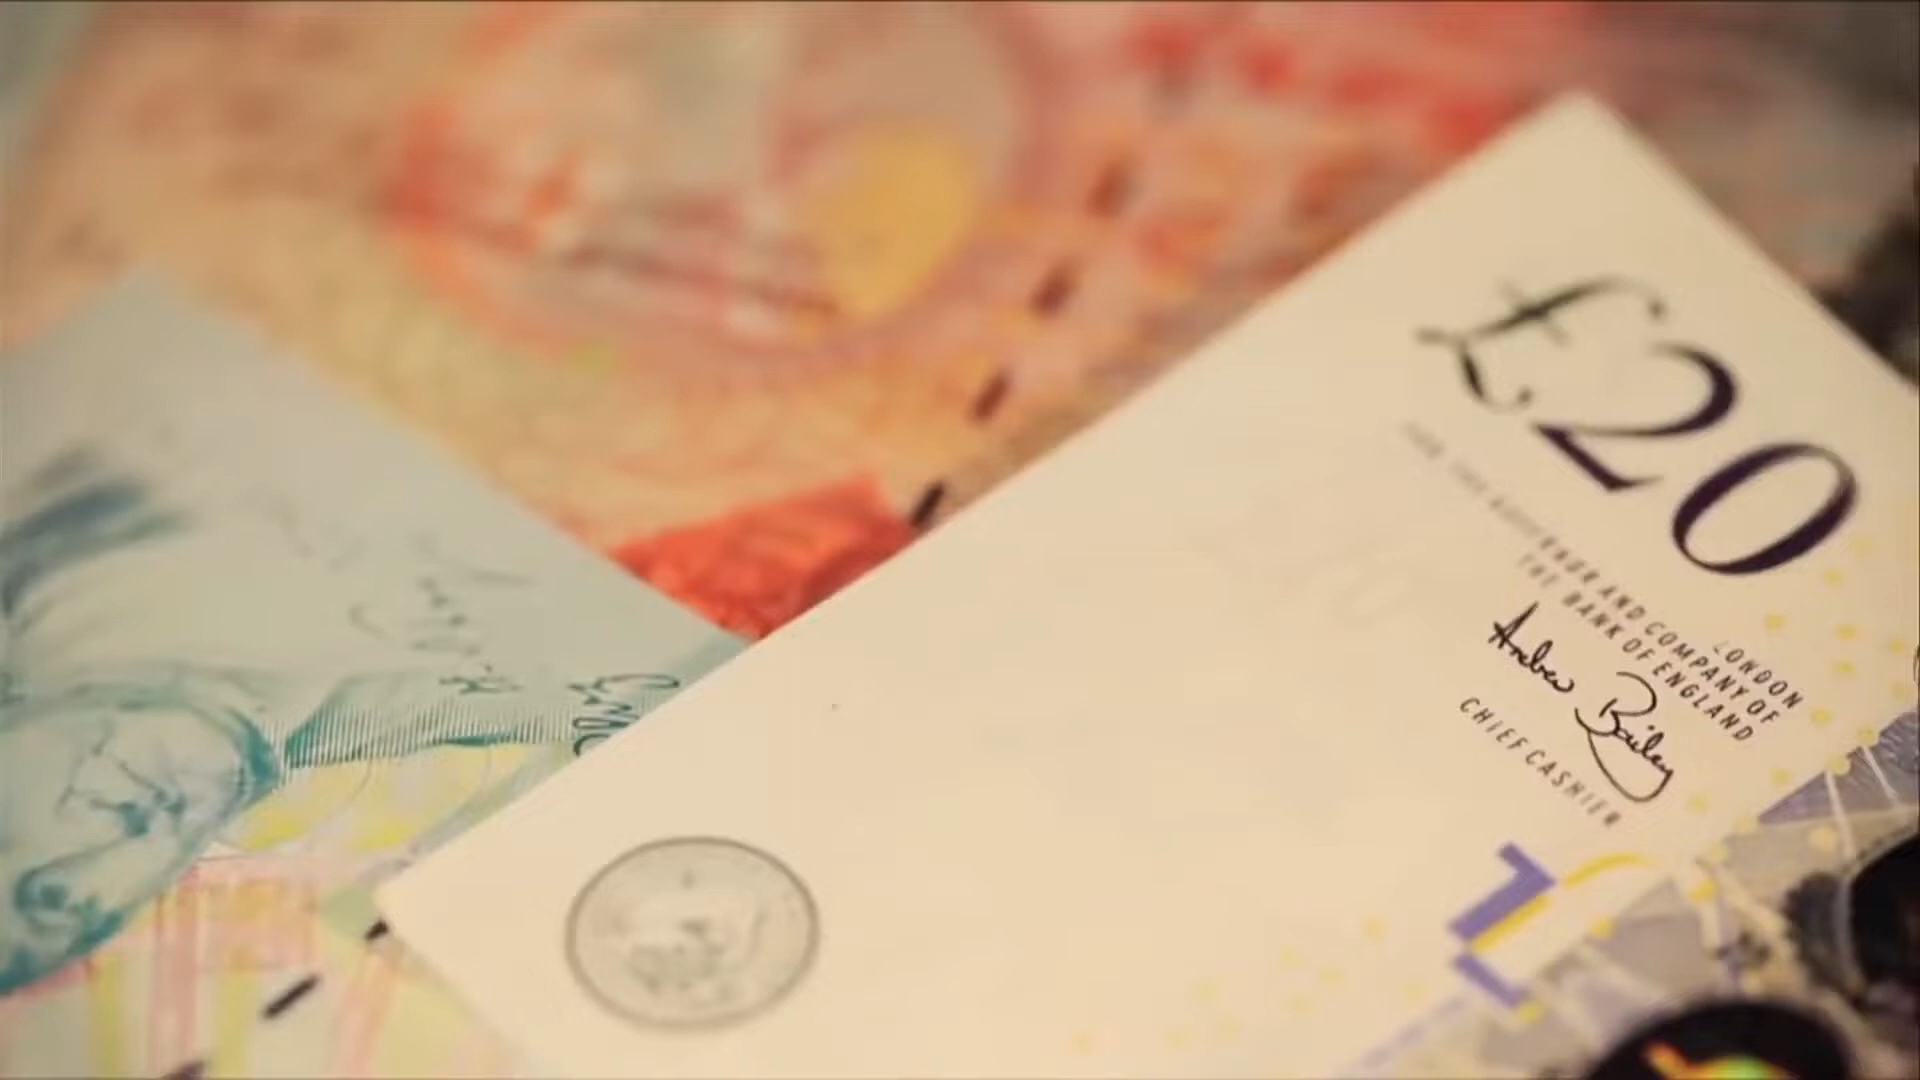 £20
FOR THE GOVERNOR AND COMPANY OF
THE BANK OF ENGLAND
LONDON
Andrew Bailey
CHIEF CASHIER